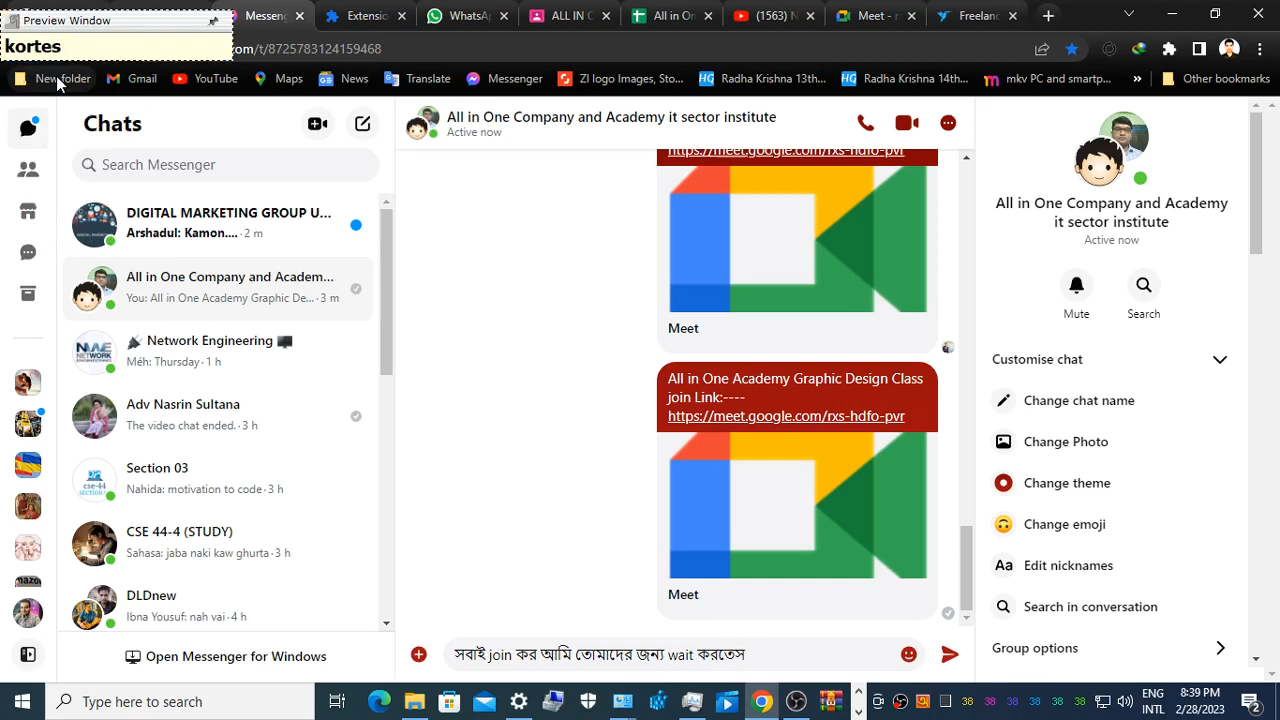 Preview Window
Messeng
Extensio
ALL IN C
All in On
(1593)
Meet -
Freelanc
kortes
om/t/8725783124159468
New folder
Gmail
YouTube
Maps
News
Translate
Messenger
ZI logo Images, Sto...
Radha Krishna 13th...
Radha Krishna 14th...
mkv PC and smartp...
»
Other bookmarks
Chats
Search Messenger
DIGITAL MARKETING GROUP U...
Arshadul: Kamon.... · 2 m
All in One Company and Academ...
You: All in One Academy Graphic De... · 3 m
Network Engineering
Méh: Thursday · 1 h
Adv Nasrin Sultana
The video chat ended. · 3 h
Section 03
Nahida: motivation to code · 3 h
CSE 44-4 (STUDY)
Sahasa: jaba naki kaw ghurta · 3 h
DLDnew
Ibna Yousuf: nah vai · 4 h
Open Messenger for Windows
All in One Company and Academy it sector institute
Active now
https://meet.google.com/rxs-hdfo-pvr
Meet
All in One Academy Graphic Design Class
join Link:----
https://meet.google.com/rxs-hdfo-pvr
Meet
সবাই join কর আমি তোমাদের জন্য wait করতেস
All in One Company and Academy
it sector institute
Active now
Mute
Search
Customise chat
Change chat name
Change Photo
Change theme
Change emoji
Aa Edit nicknames
Search in conversation
Group options
Type here to search
38 38 38 38 38
ENG
INTL
8:39 PM
2/28/2023
2